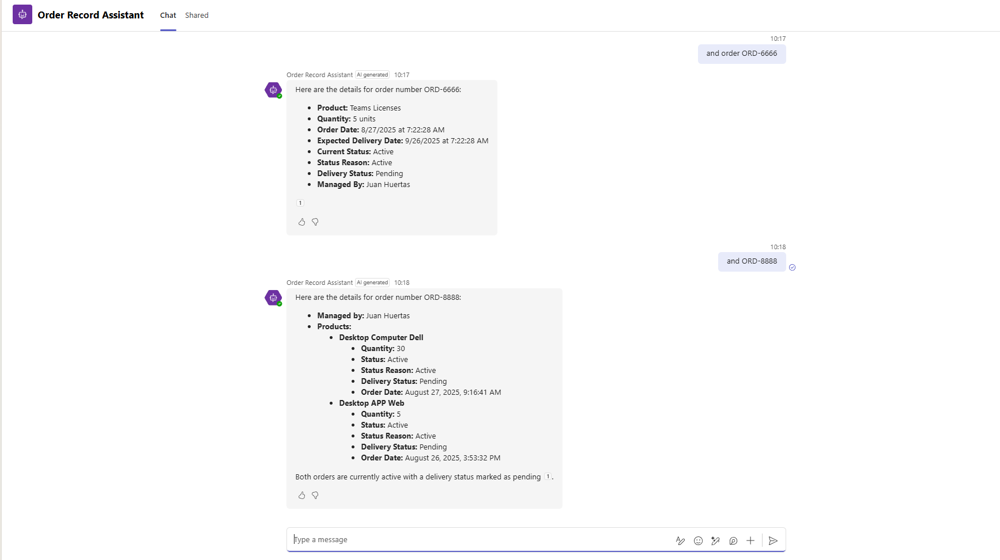 Order Record Assistant
Chat
Shared
10:17
and order ORD-6666
Order Record Assistant AI generated 10:17
Here are the details for order number ORD-6666:
Product: Teams Licenses
Quantity: 5 units
Order Date: 8/27/2025 at 7:22:28 AM
Expected Delivery Date: 9/26/2025 at 7:22:28 AM
Current Status: Active
Status Reason: Active
Delivery Status: Pending
Managed By: Juan Huertas
1
10:18
and ORD-8888
Order Record Assistant AI generated 10:18
Here are the details for order number ORD-8888:
Managed by: Juan Huertas
Products:
Desktop Computer Dell
Quantity: 30
Status: Active
Status Reason: Active
Delivery Status: Pending
Order Date: August 27, 2025, 9:16:41 AM
Desktop APP Web
Quantity: 5
Status: Active
Status Reason: Active
Delivery Status: Pending
Order Date: August 26, 2025, 3:53:32 PM
Both orders are currently active with a delivery status marked as pending 1.
Type a message